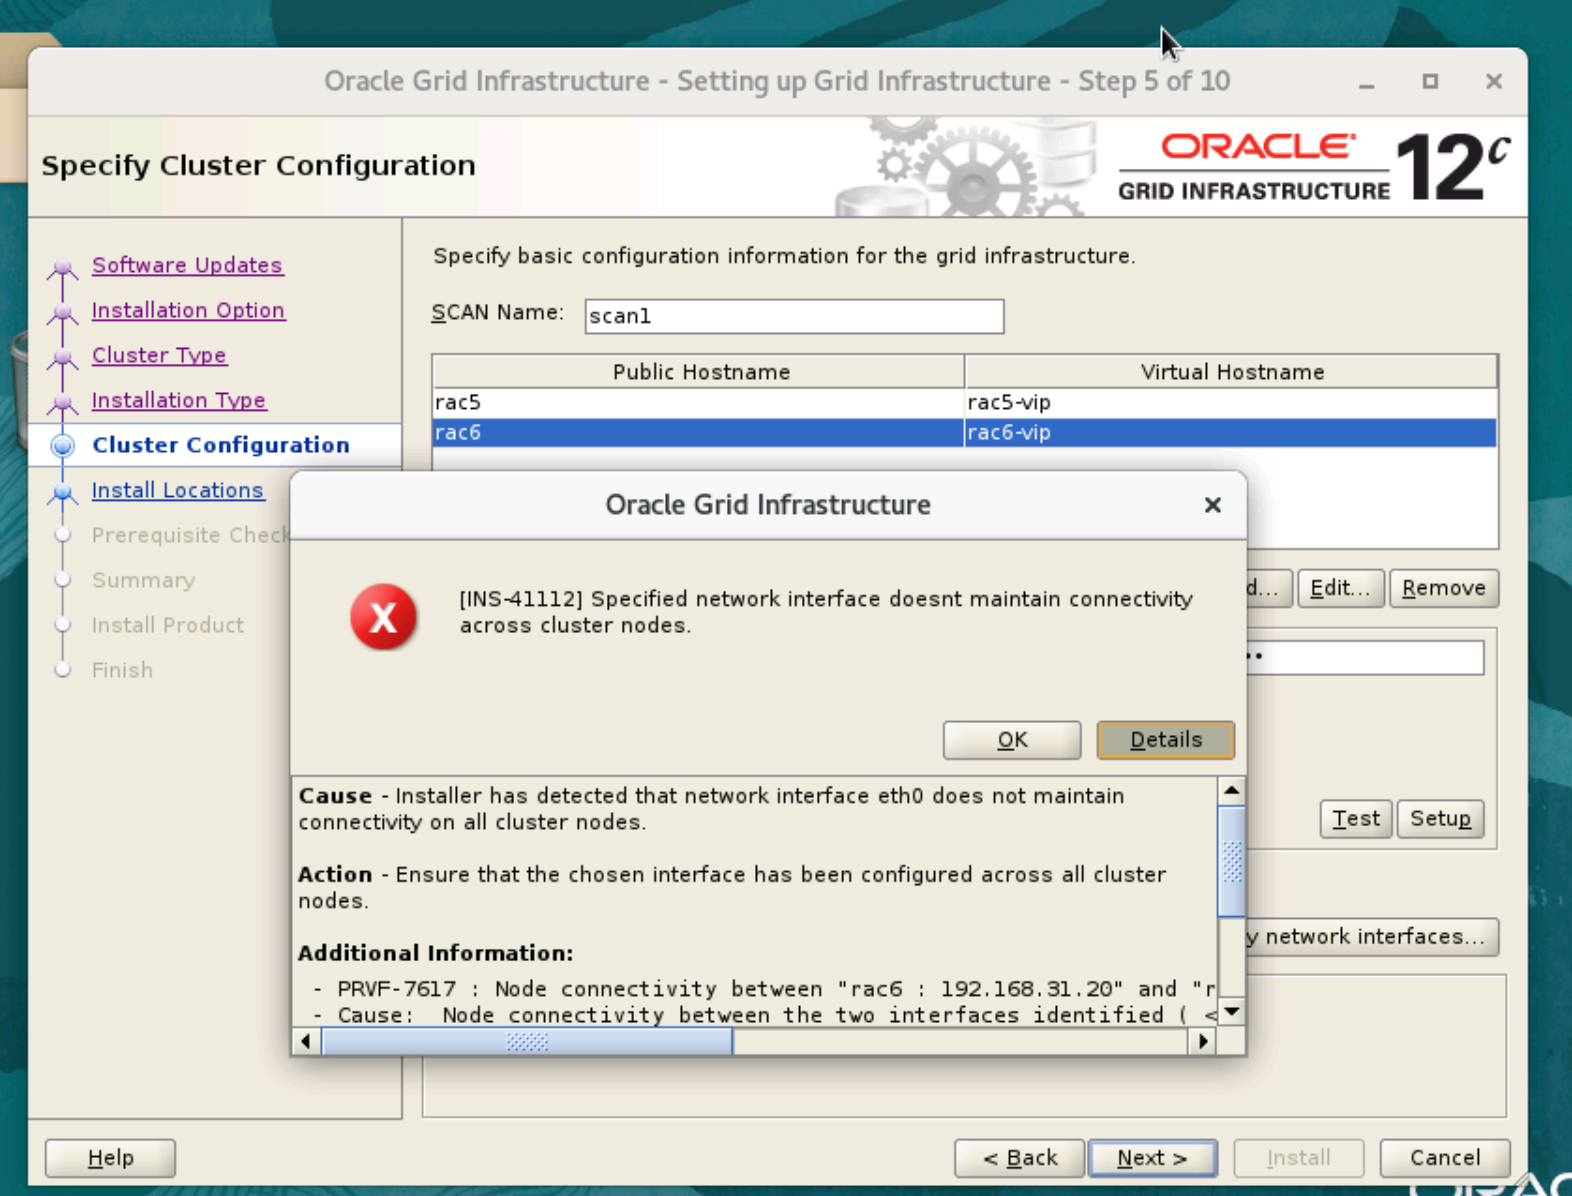 Oracle Grid Infrastructure - Setting up Grid Infrastructure - Step 5 of 10
Specify Cluster Configuration
ORACLE
GRID INFRASTRUCTURE
12c
Software Updates
Installation Option
Cluster Type
Installation Type
Cluster Configuration
Install Locations
Prerequisite Check
Summary
Install Product
Finish
Specify basic configuration information for the grid infrastructure.
SCAN Name: scan1
Public Hostname Virtual Hostname
rac5 rac5-vip
rac6 rac6-vip
d... Edit... Remove
Test Setup
y network interfaces...
Oracle Grid Infrastructure
[INS-41112] Specified network interface doesnt maintain connectivity
across cluster nodes.
OK Details
Cause - Installer has detected that network interface eth0 does not maintain
connectivity on all cluster nodes.
Action - Ensure that the chosen interface has been configured across all cluster
nodes.
Additional Information:
- PRVF-7617 : Node connectivity between "rac6 : 192.168.31.20" and "r
- Cause: Node connectivity between the two interfaces identified ( <
Help < Back Next > Install Cancel